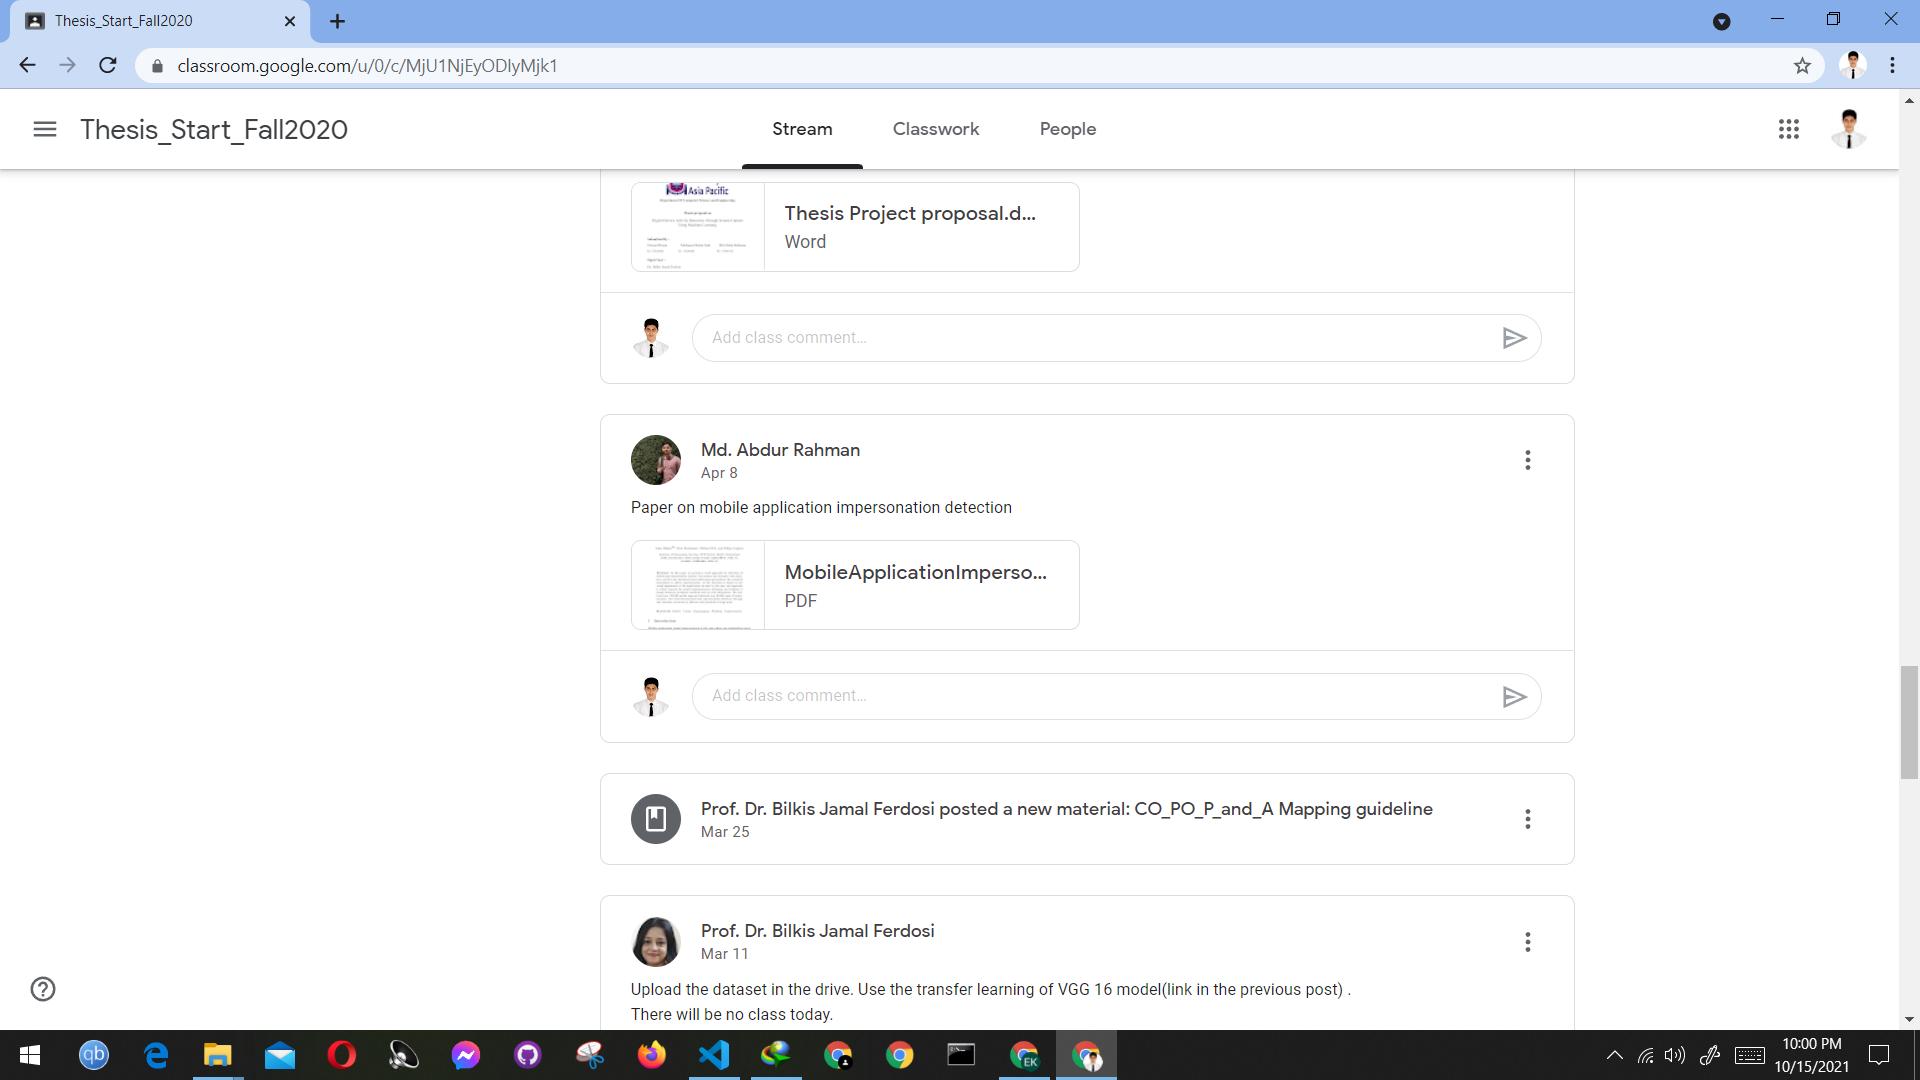 Thesis_Start_Fall2020
classroom.google.com/u/0/c/MjU1NjEyODIyMjk1
Thesis_Start_Fall2020
Stream
Classwork
People
Asia Pacific
Thesis Project proposal.d...
Word
Add class comment...
Md. Abdur Rahman
Apr 8
Paper on mobile application impersonation detection
MobileApplicationImperso...
PDF
Add class comment...
Prof. Dr. Bilkis Jamal Ferdosi posted a new material: CO_PO_P_and_A Mapping guideline
Mar 25
Prof. Dr. Bilkis Jamal Ferdosi
Mar 11
Upload the dataset in the drive. Use the transfer learning of VGG 16 model(link in the previous post) .
There will be no class today.
qb
EK
10:00 PM
10/15/2021